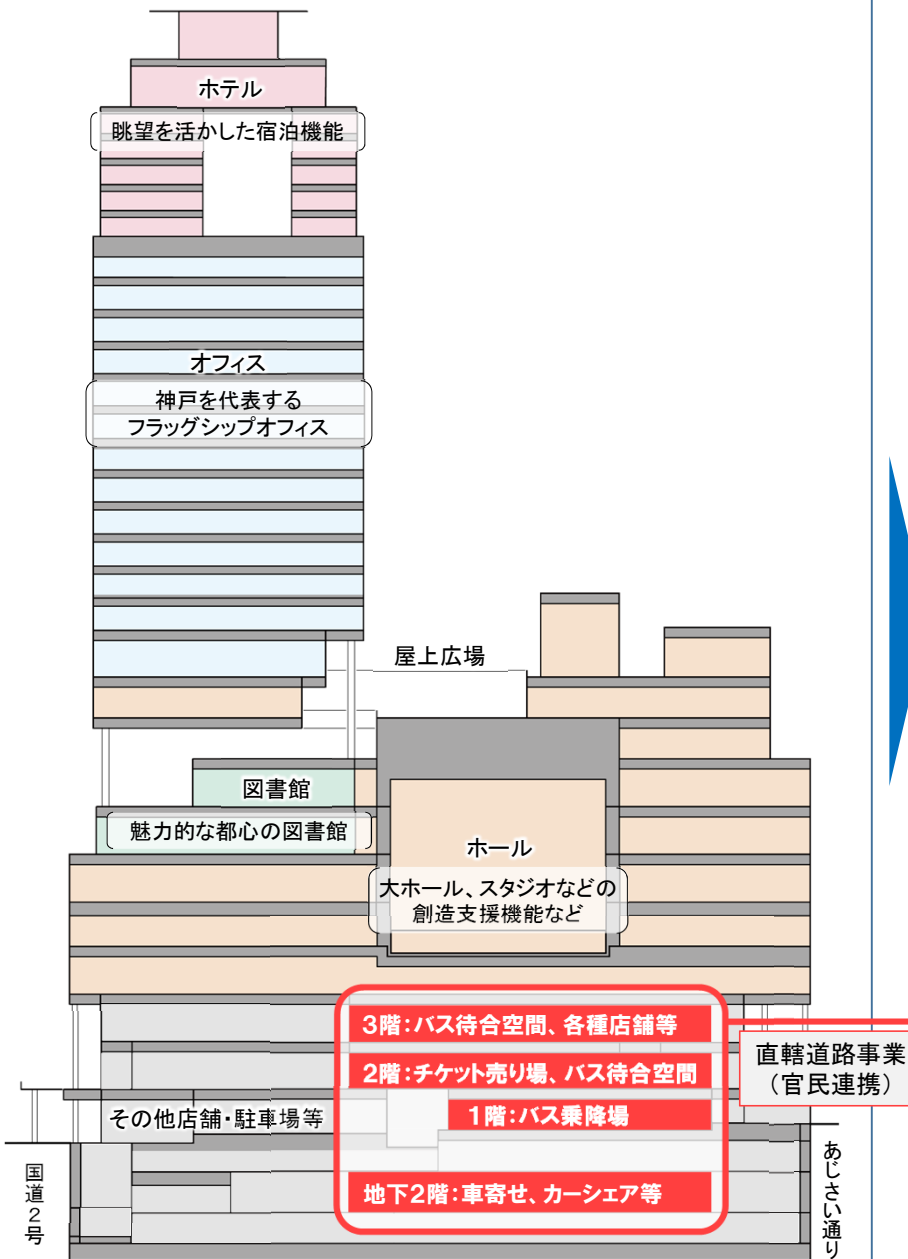 ホテル
眺望を活かした宿泊機能
オフィス
神戸を代表する
フラッグシップオフィス
屋上広場
図書館
魅力的な都心の図書館
ホール
大ホール、スタジオなどの
創造支援機能など
3階：バス待合空間、各種店舗等
2階：チケット売り場、バス待合空間
1階：バス乗降場
地下2階：車寄せ、カーシェア等
直轄道路事業
（官民連携）
その他店舗・駐車場等
国道2号
あじさい通り